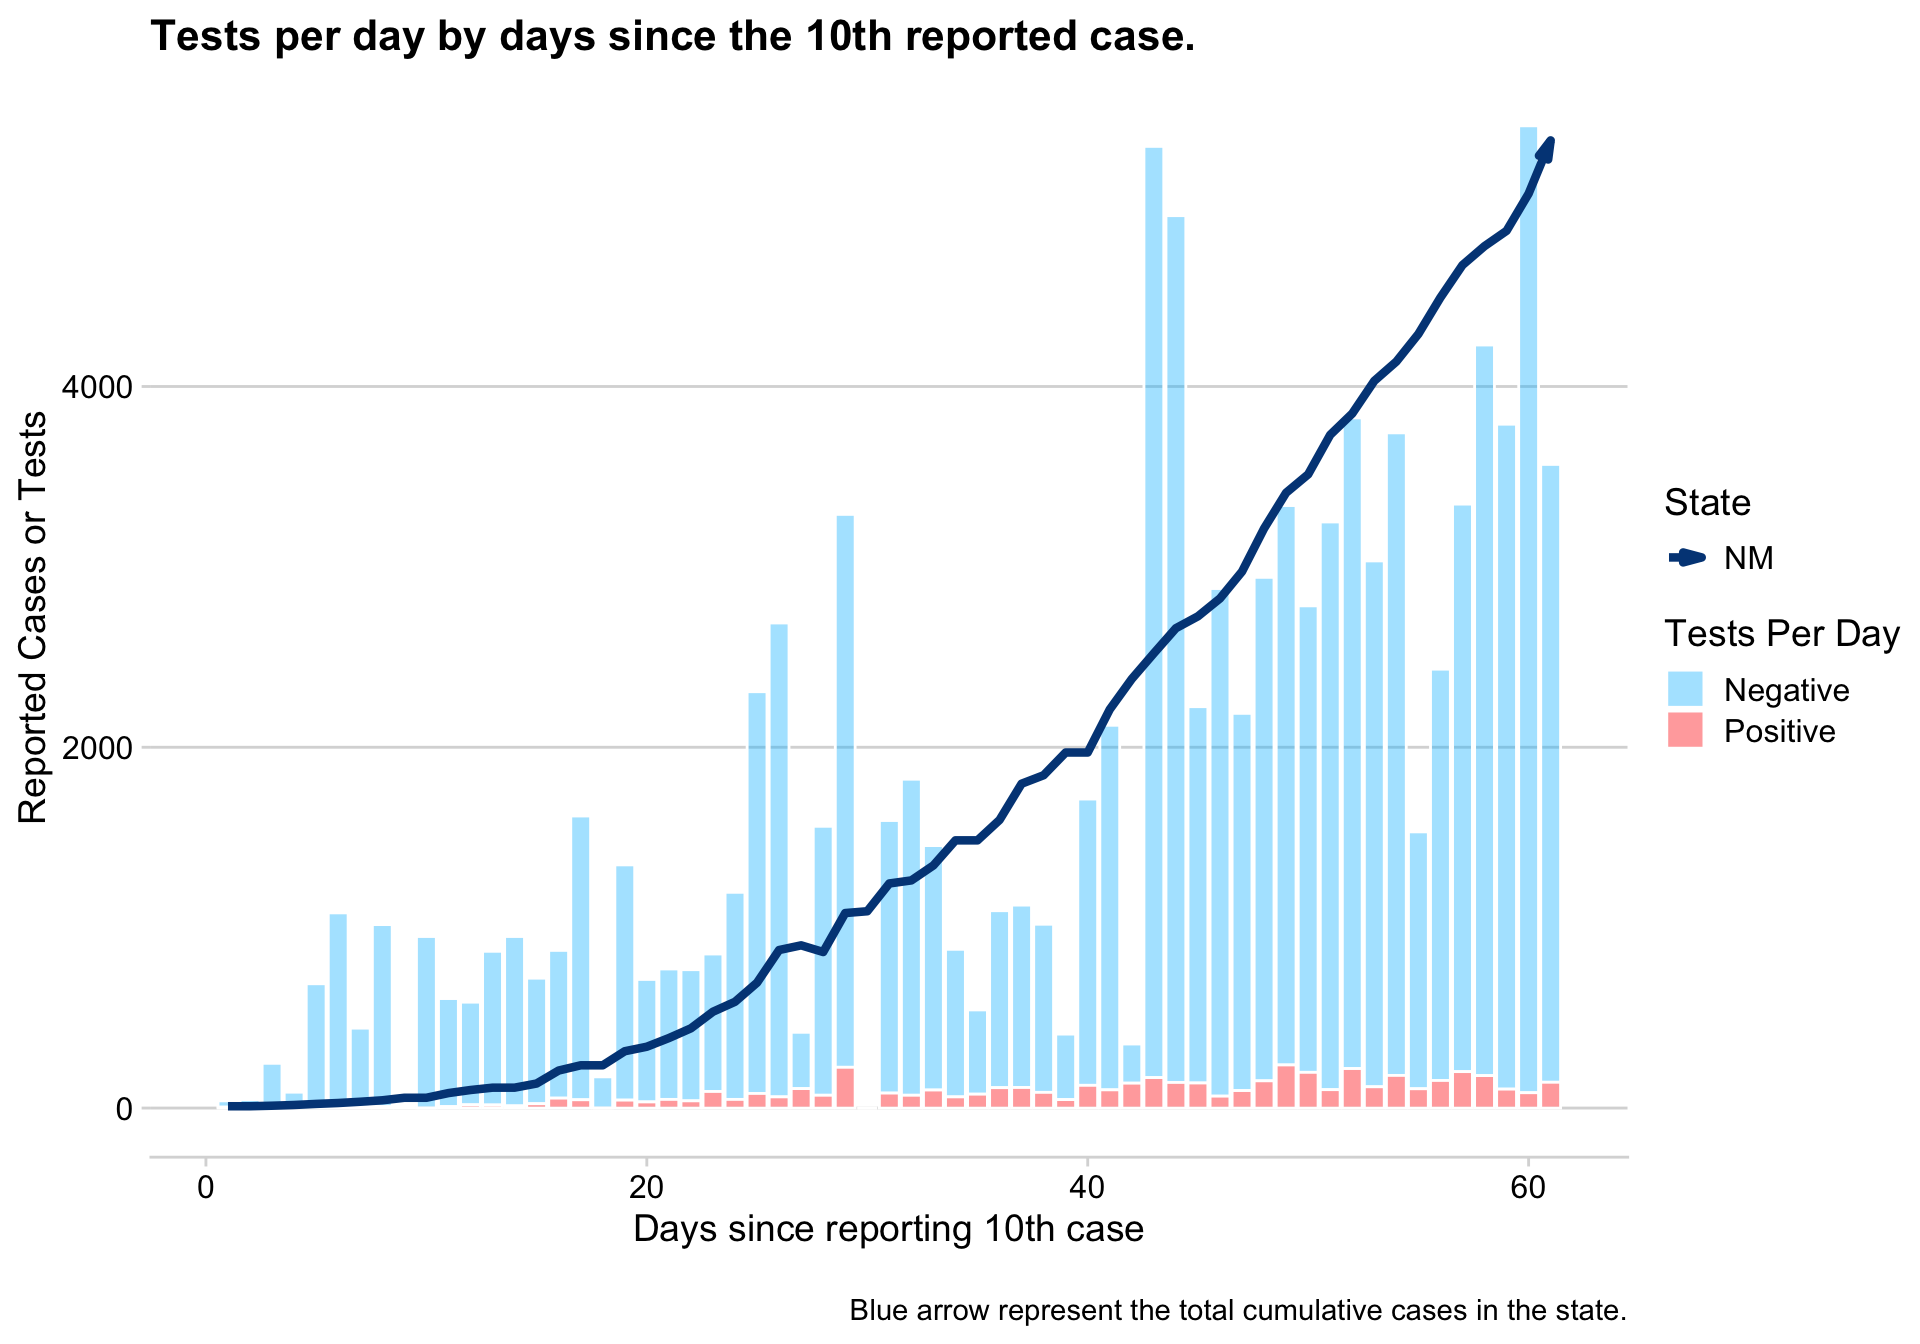 Tests per day by days since the 10th reported case.
Reported Cases or Tests
4000
2000
0
0
20
40
60
Days since reporting 10th case
State
NM
Tests Per Day
Negative
Positive
Blue arrow represent the total cumulative cases in the state.